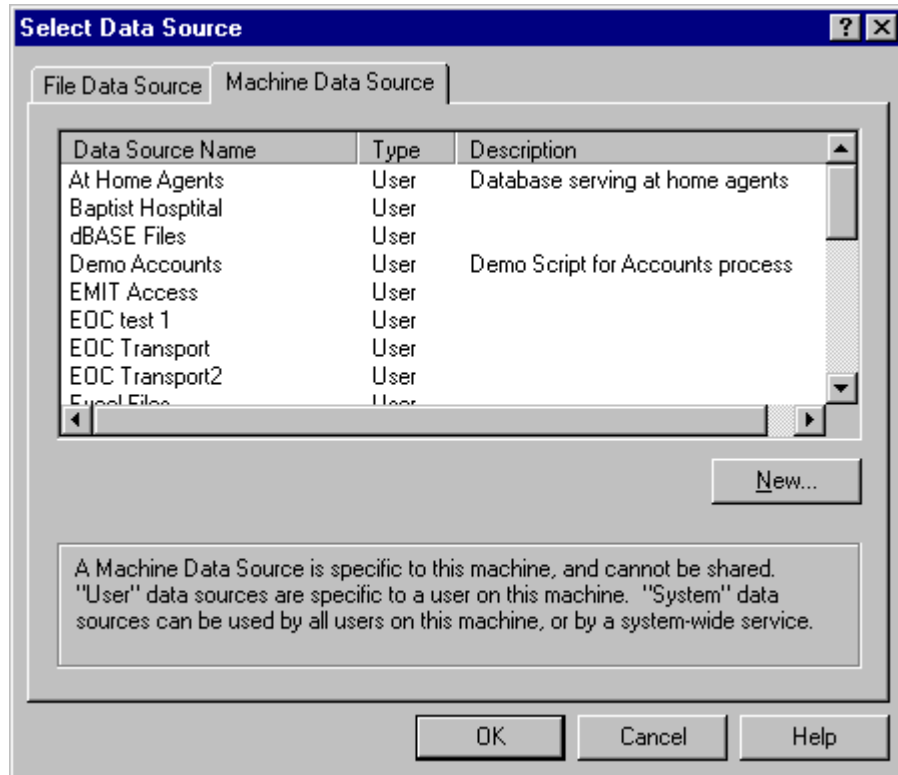 Select Data Source
File Data Source Machine Data Source
Data Source Name Type Description
At Home Agents User Database serving at home agents
Baptist Hosptital User
dBASE Files User
Demo Accounts User Demo Script for Accounts process
EMIT Access User
EOC test 1 User
EOC Transport User
EOC Transport2 User
Excel Files User
New...
A Machine Data Source is specific to this machine, and cannot be shared.
"User" data sources are specific to a user on this machine. "System" data
sources can be used by all users on this machine, or by a system-wide service.
OK Cancel Help